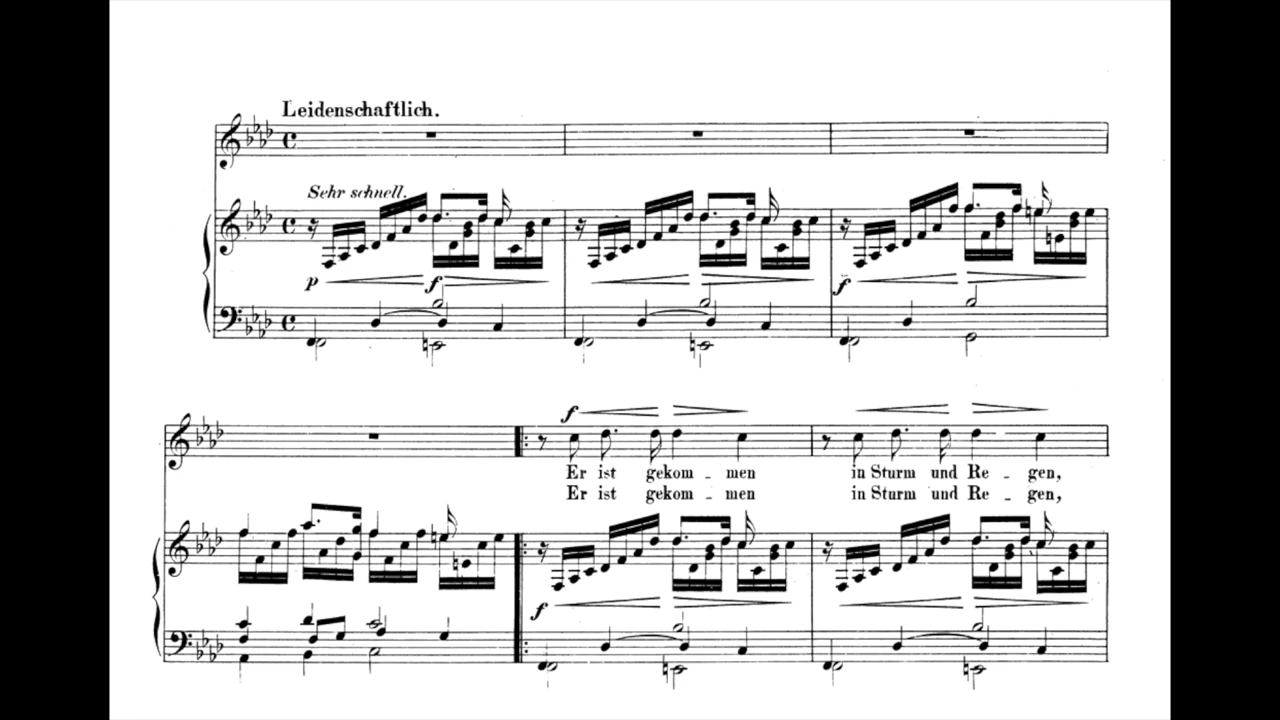 Leidenschaftlich.
Sehr schnell.
p f f
f
Er ist gekom - men in Sturm und Re - gen,
Er ist gekom - men in Sturm und Re - gen,
f